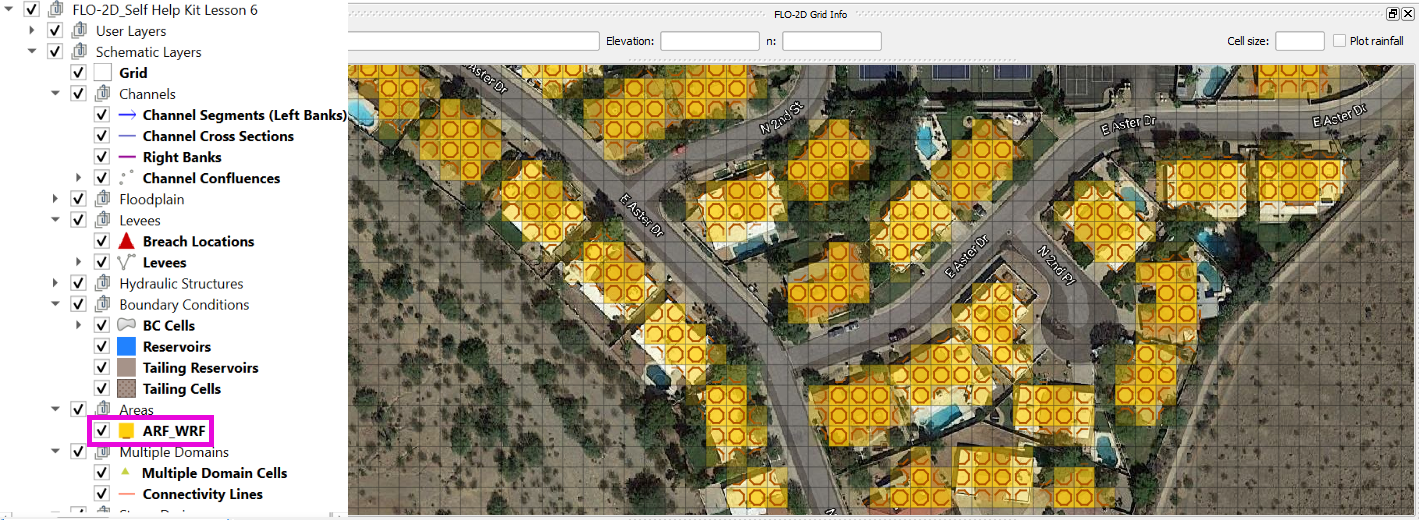 FLO-2D_Self Help Kit Lesson 6
User Layers
Schematic Layers
Grid
Channels
Channel Segments (Left Banks)
Channel Cross Sections
Right Banks
Channel Confluences
Floodplain
Levees
Breach Locations
Levees
Hydraulic Structures
Boundary Conditions
BC Cells
Reservoirs
Tailing Reservoirs
Tailing Cells
Areas
ARF_WRF
Multiple Domains
Multiple Domain Cells
Connectivity Lines
FLO-2D Grid Info
Elevation: n: Cell size: Plot rainfall
Aster Dr
N 2nd St
E Aster Dr
E Aster Dr
E Aster Dr
E Aster Dr
N 2nd Pl